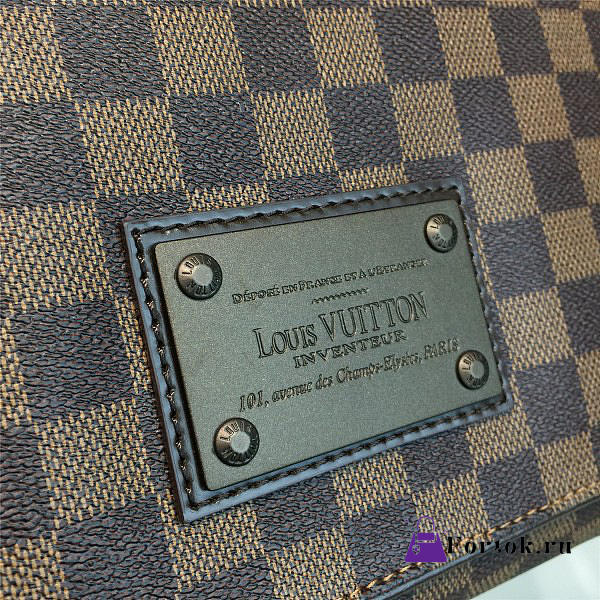 DÉPOSÉ EN FRANCE ET À L'ÉTRANGER
LOUIS VUITTON
INVENTEUR
101, avenue des Champs-Elysées, PARIS
Fortok.ru